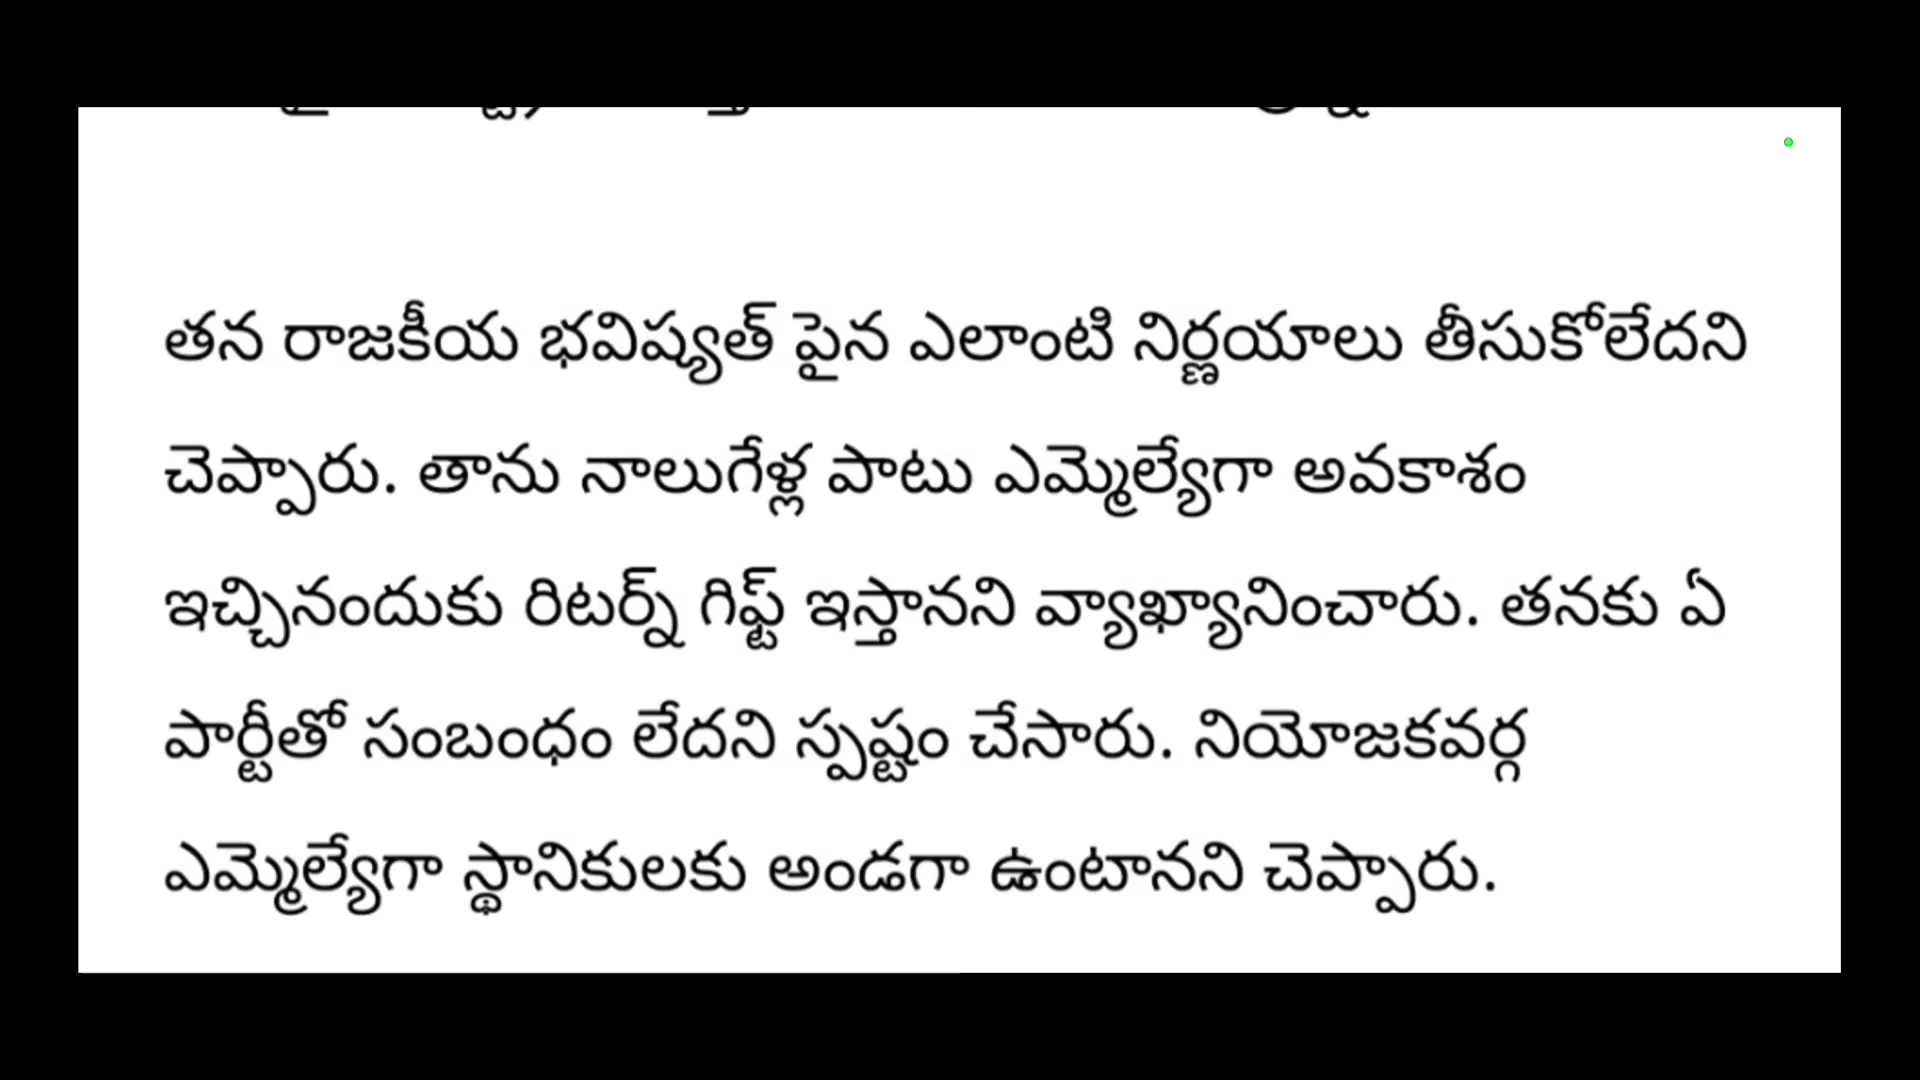 తన రాజకీయ భవిష్యత్ పైన ఎలాంటి నిర్ణయాలు తీసుకోలేదని
చెప్పారు. తాను నాలుగేళ్ల పాటు ఎమ్మెల్యేగా అవకాశం
ఇచ్చినందుకు రిటర్న్ గిఫ్ట్ ఇస్తానని వ్యాఖ్యానించారు. తనకు ఏ
పార్టీతో సంబంధం లేదని స్పష్టం చేసారు. నియోజకవర్గ
ఎమ్మెల్యేగా స్థానికులకు అండగా ఉంటానని చెప్పారు.